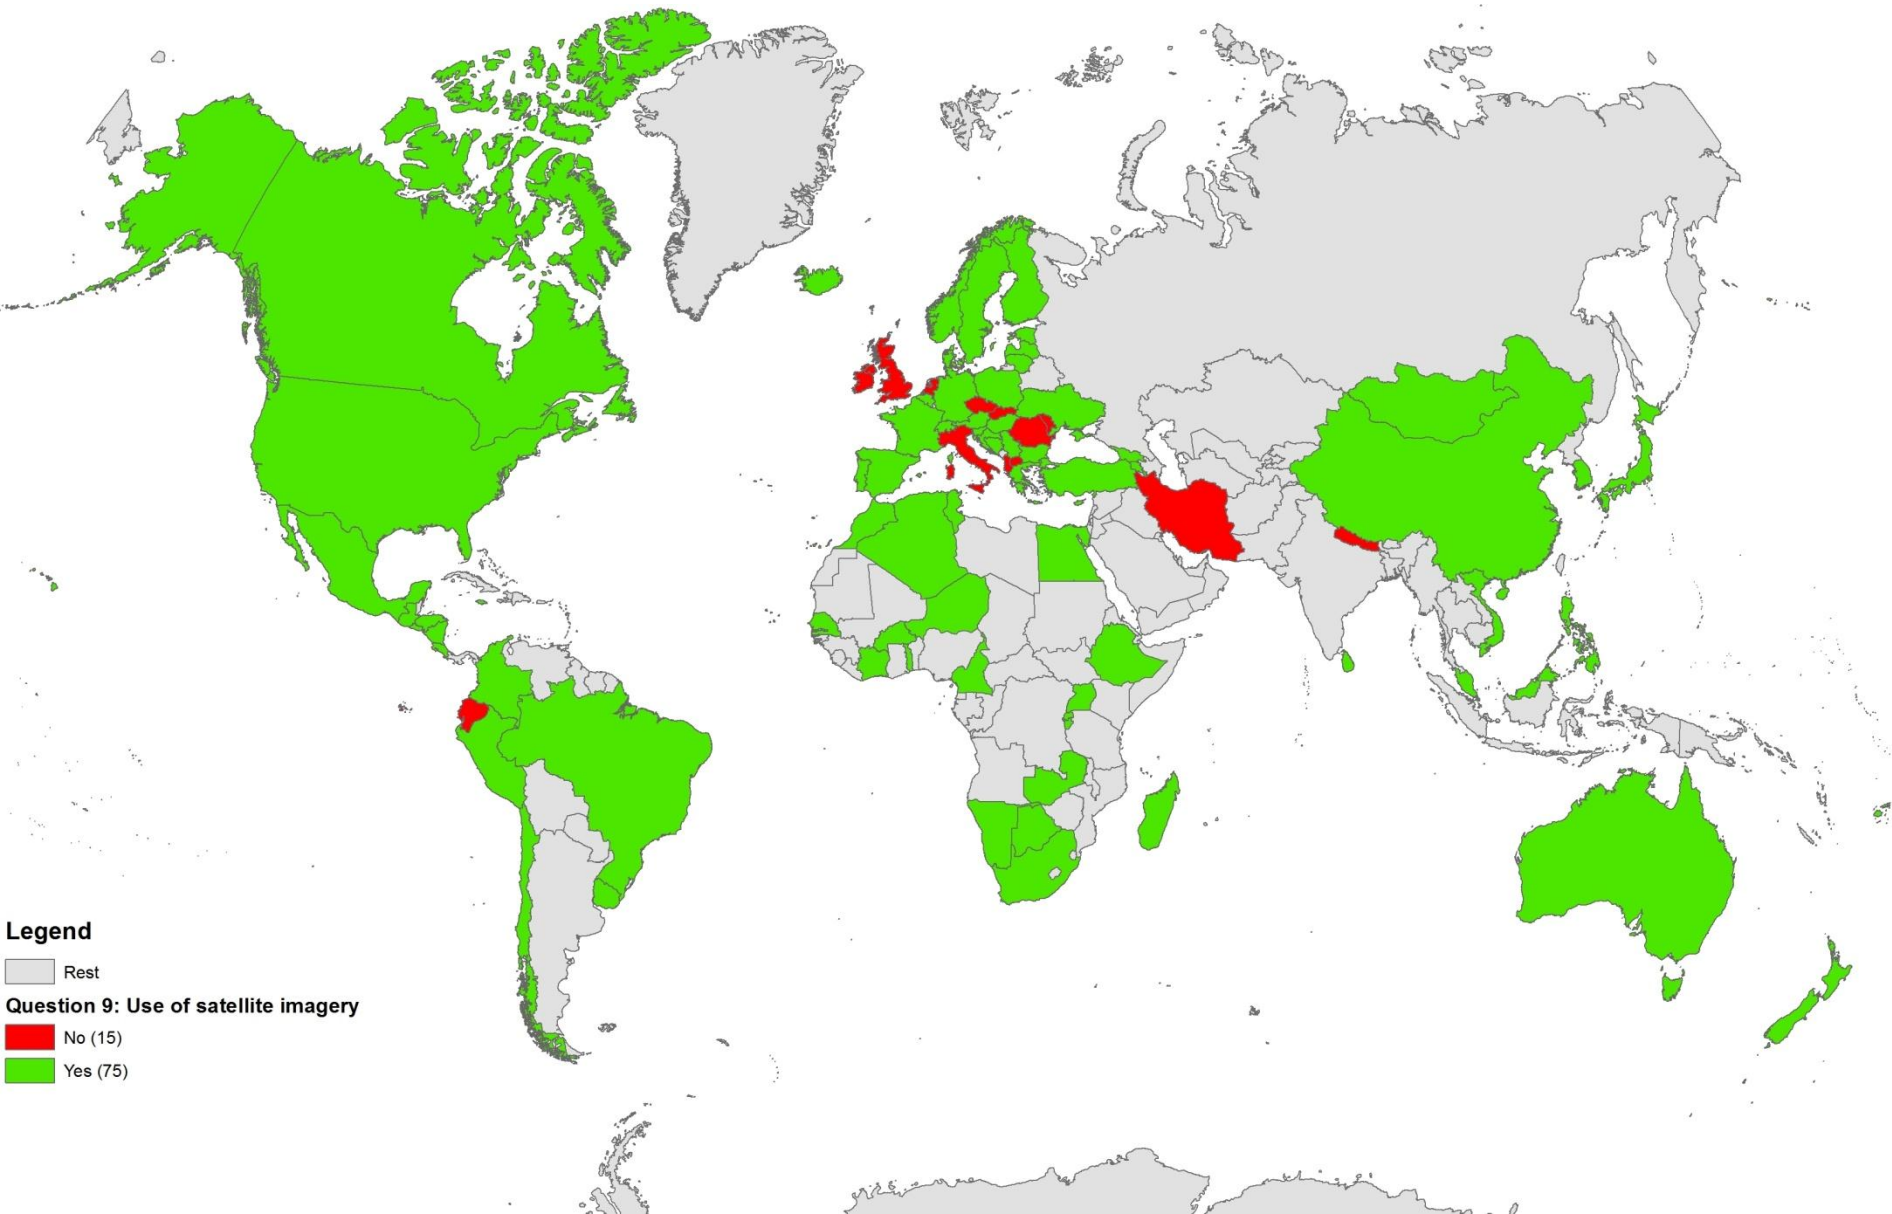 Legend
Rest
Question 9: Use of satellite imagery
No (15)
Yes (75)